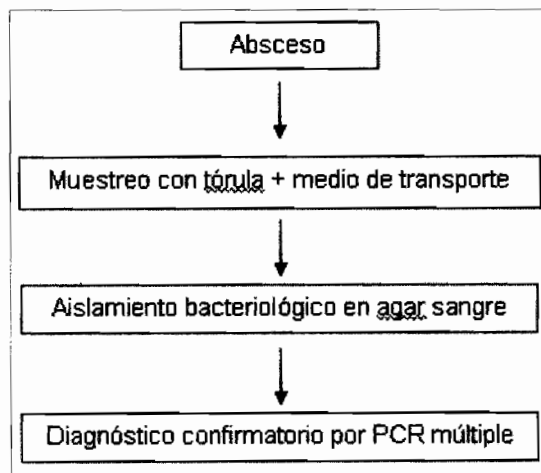 Absceso
Muestreo con tórula + medio de transporte
Aislamiento bacteriológico en agar sangre
Diagnóstico confirmatorio por PCR múltiple